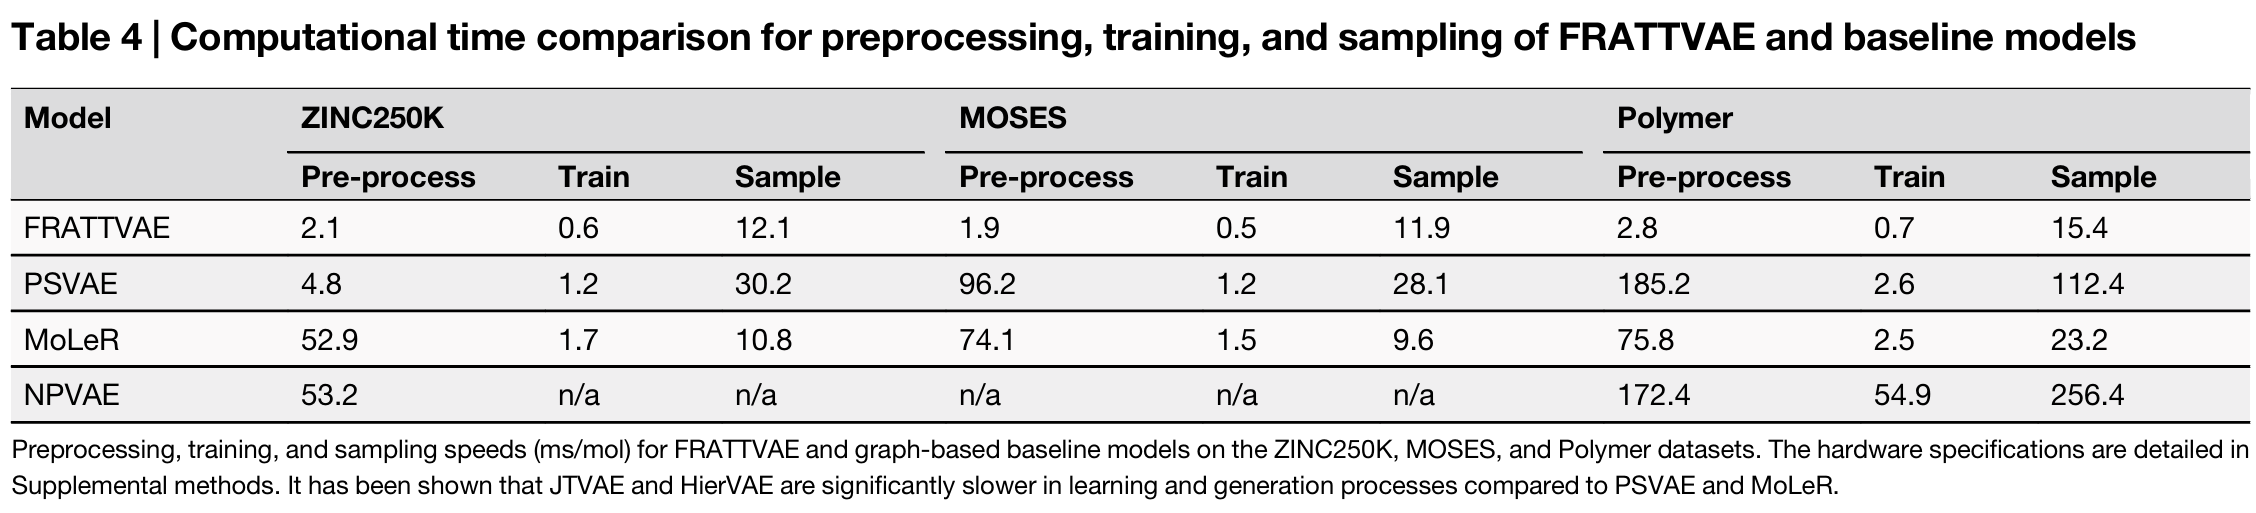 Table 4 | Computational time comparison for preprocessing, training, and sampling of FRATTVAE and baseline models
Model ZINC250K MOSES Polymer
Pre-process Train Sample Pre-process Train Sample Pre-process Train Sample
FRATTVAE 2.1 0.6 12.1 1.9 0.5 11.9 2.8 0.7 15.4
PSVAE 4.8 1.2 30.2 96.2 1.2 28.1 185.2 2.6 112.4
MoLeR 52.9 1.7 10.8 74.1 1.5 9.6 75.8 2.5 23.2
NPVAE 53.2 n/a n/a n/a n/a n/a 172.4 54.9 256.4
Preprocessing, training, and sampling speeds (ms/mol) for FRATTVAE and graph-based baseline models on the ZINC250K, MOSES, and Polymer datasets. The hardware specifications are detailed in
Supplemental methods. It has been shown that JTVAE and HierVAE are significantly slower in learning and generation processes compared to PSVAE and MoLeR.